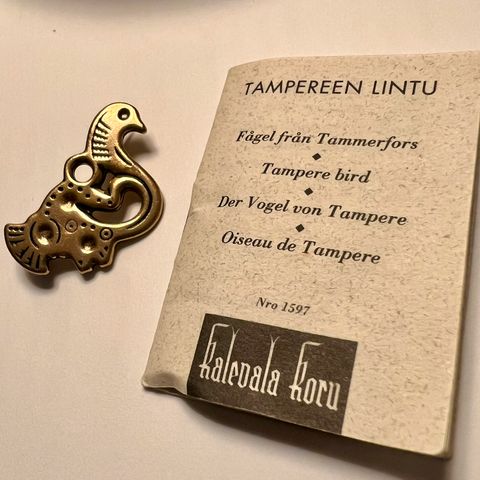 TAMPEREEN LINTU
Fågel från Tammerfors
Tampere bird
Der Vogel von Tampere
Oiseau de Tampere
Nro 1597
kalevala koru